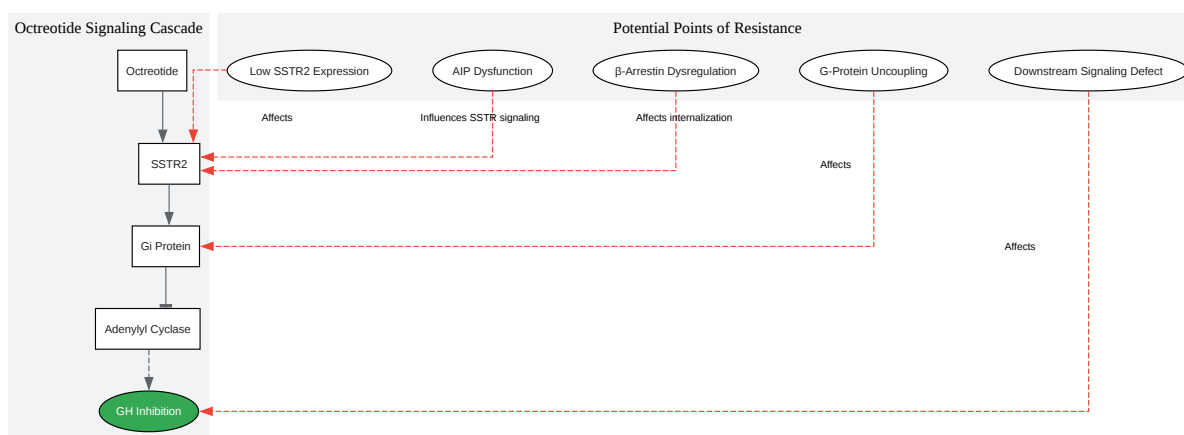 Octreotide Signaling Cascade
Potential Points of Resistance
Octreotide
Low SSTR2 Expression
AIP Dysfunction
β-Arrestin Dysregulation
G-Protein Uncoupling
Downstream Signaling Defect
Affects
Influences SSTR signaling
Affects internalization
SSTR2
Affects
Gi Protein
Affects
Adenylyl Cyclase
GH Inhibition